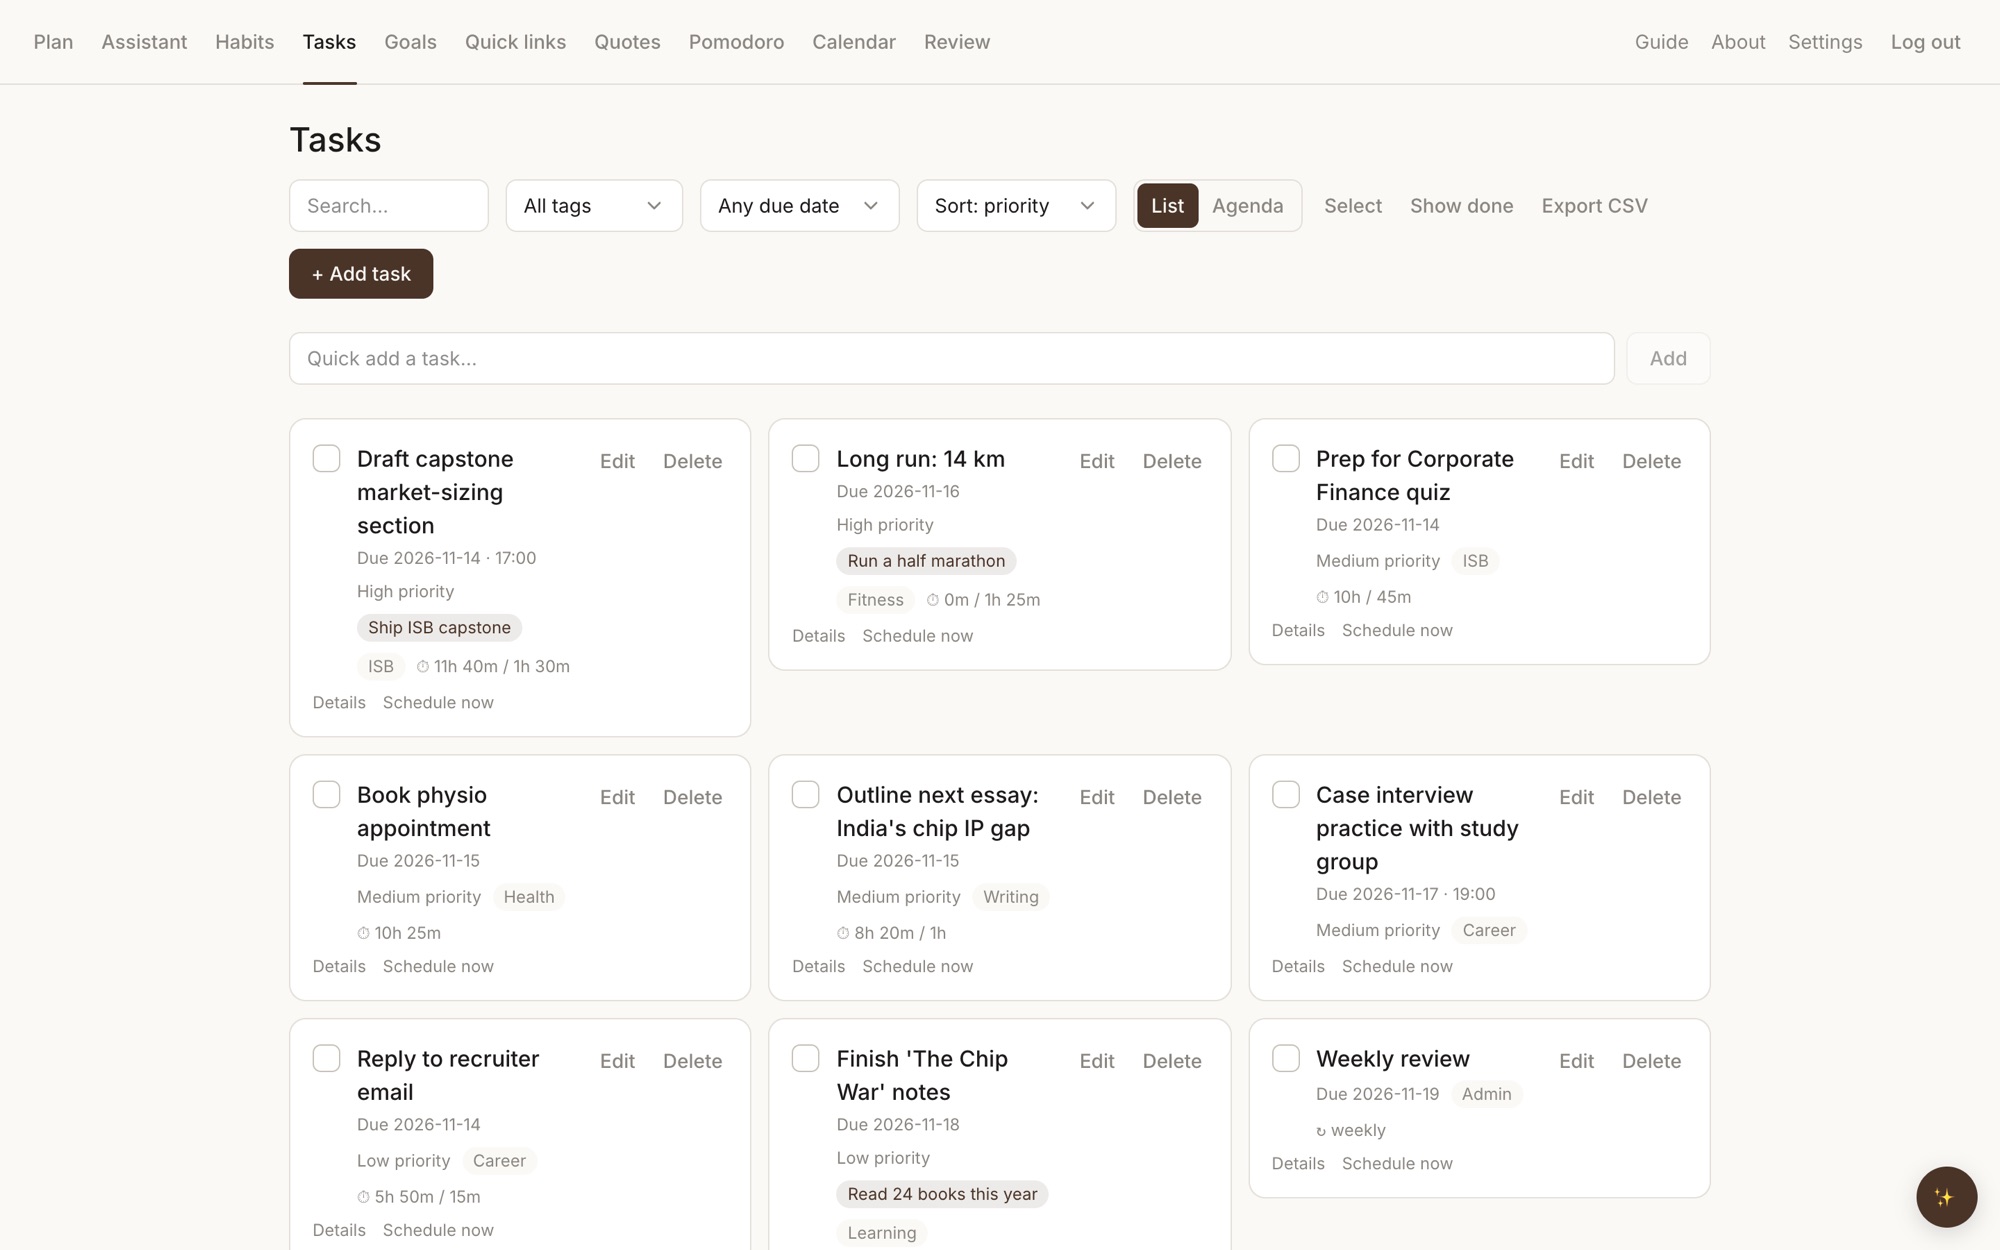 Plan Assistant Habits Tasks Goals Quick links Quotes Pomodoro Calendar Review Guide About Settings Log out
Tasks
Search... All tags Any due date Sort: priority List Agenda Select Show done Export CSV
+ Add task
Quick add a task... Add
Draft capstone
market-sizing
section
Edit Delete
Due 2026-11-14 · 17:00
High priority
Ship ISB capstone
ISB ⏱ 11h 40m / 1h 30m
Details Schedule now
Long run: 14 km Edit Delete
Due 2026-11-16
High priority
Run a half marathon
Fitness ⏱ 0m / 1h 25m
Details Schedule now
Prep for Corporate
Finance quiz
Edit Delete
Due 2026-11-14
Medium priority ISB
⏱ 10h / 45m
Details Schedule now
Book physio
appointment
Edit Delete
Due 2026-11-15
Medium priority Health
⏱ 10h 25m
Details Schedule now
Outline next essay:
India's chip IP gap
Edit Delete
Due 2026-11-15
Medium priority Writing
⏱ 8h 20m / 1h
Details Schedule now
Case interview
practice with study
group
Edit Delete
Due 2026-11-17 · 19:00
Medium priority Career
Details Schedule now
Reply to recruiter
email
Edit Delete
Due 2026-11-14
Low priority Career
⏱ 5h 50m / 15m
Details Schedule now
Finish 'The Chip
War' notes
Edit Delete
Due 2026-11-18
Low priority
Read 24 books this year
Learning
Weekly review Edit Delete
Due 2026-11-19 Admin
↻ weekly
Details Schedule now